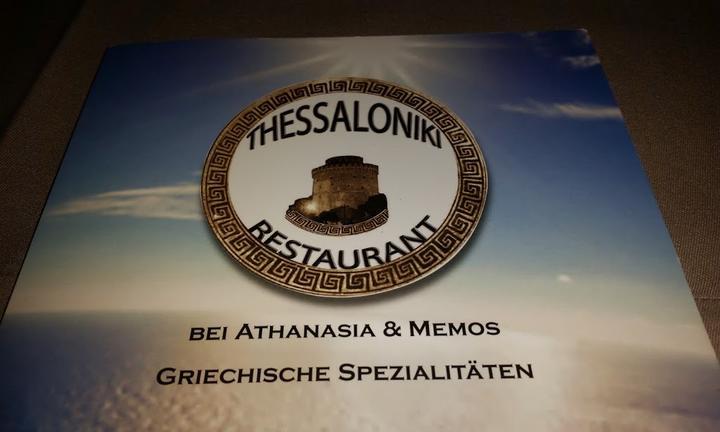 THESSALONIKI
RESTAURANT
BEI ATHANASIA & MEMOS
GRIECHISCHE SPEZIALITÄTEN